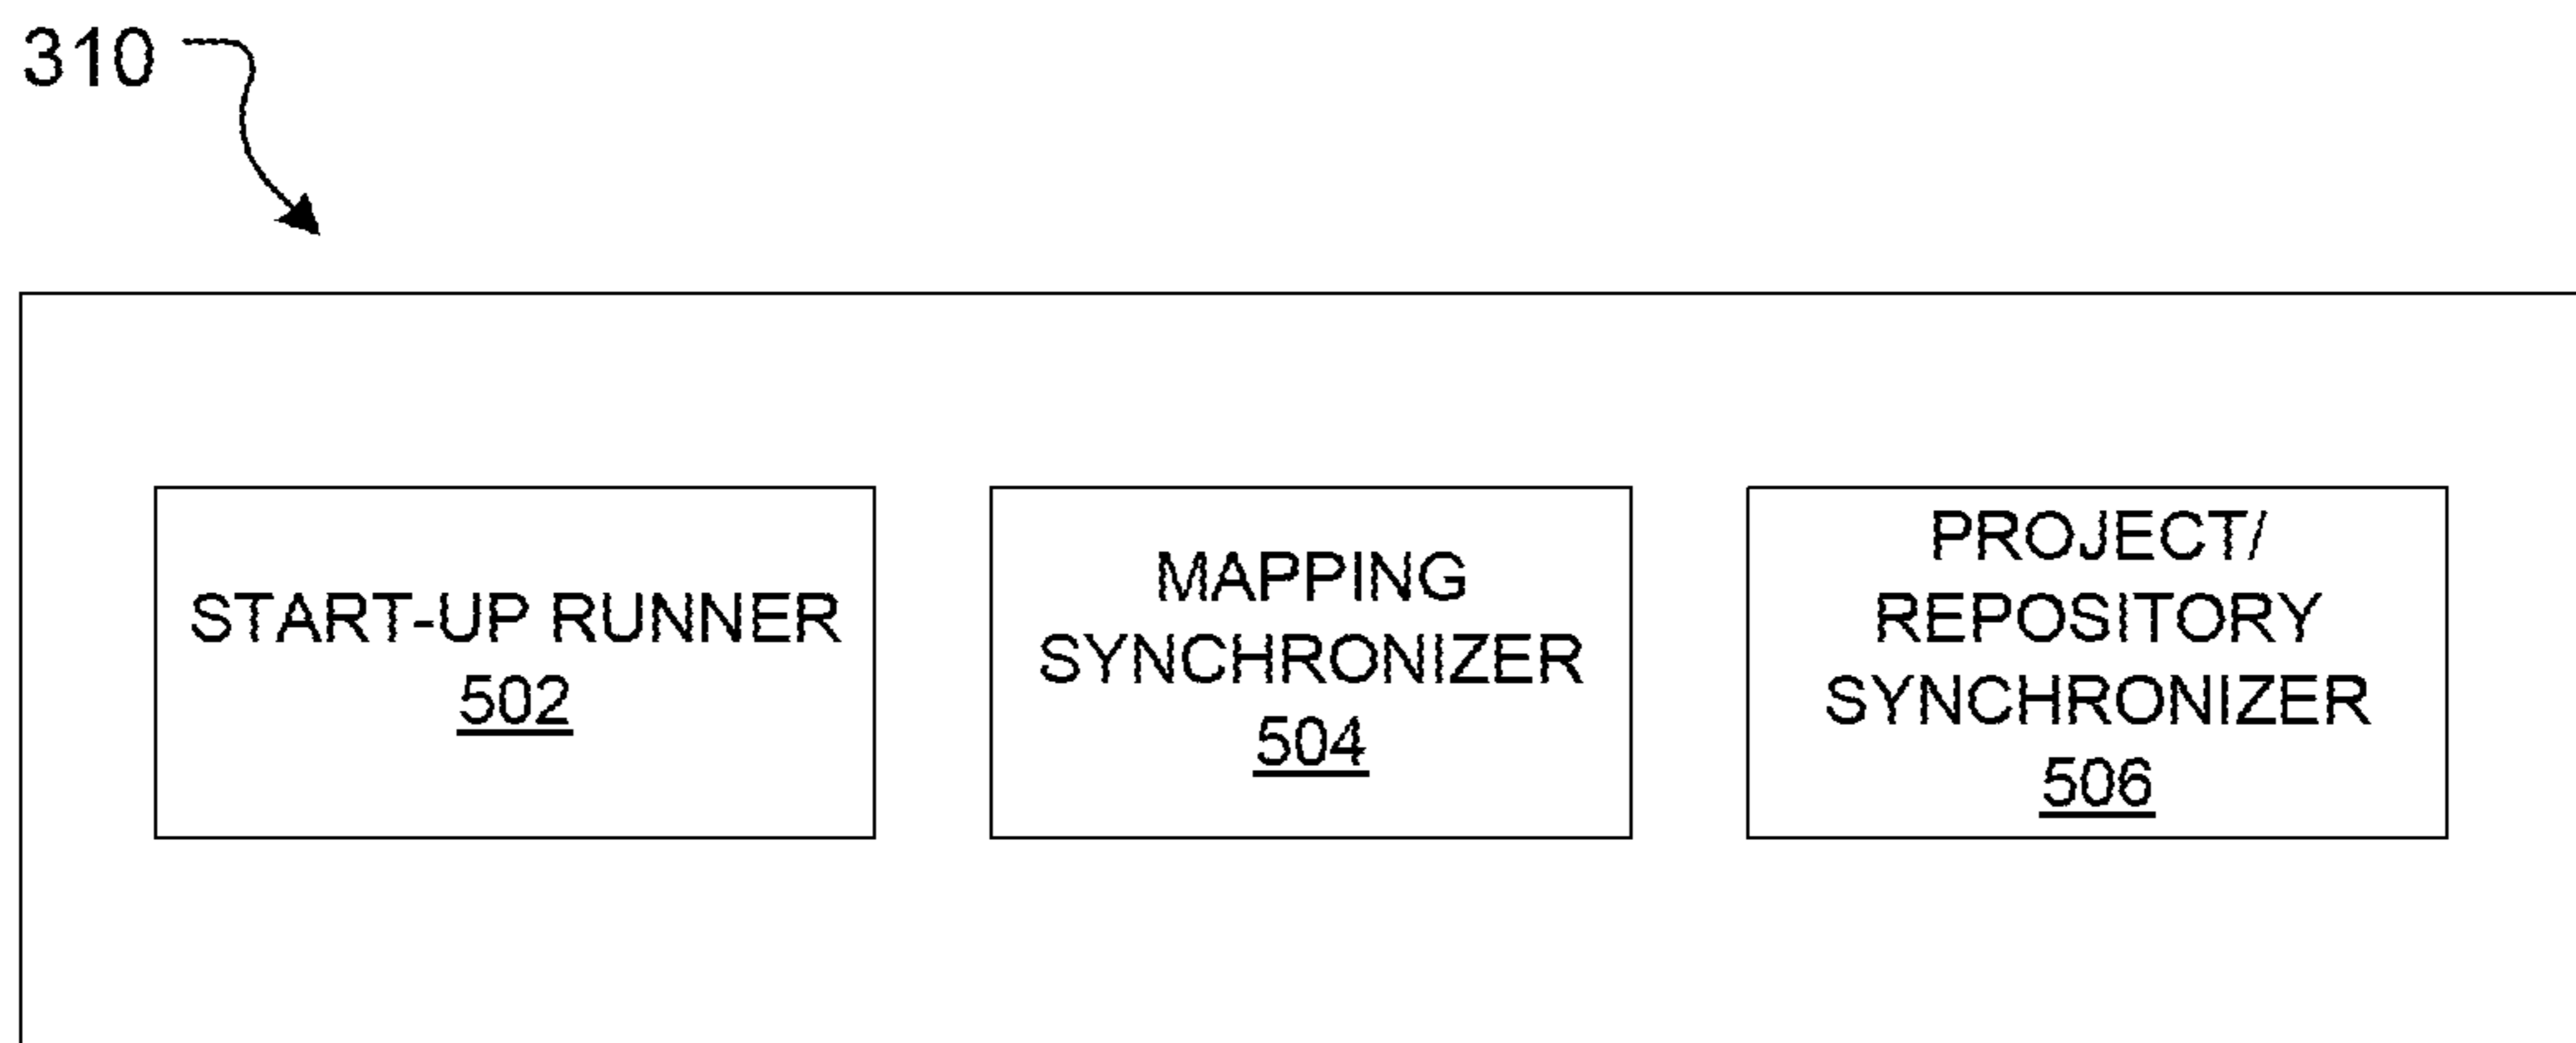 310
START-UP RUNNER
502
MAPPING
SYNCHRONIZER
504
PROJECT/
REPOSITORY
SYNCHRONIZER
506